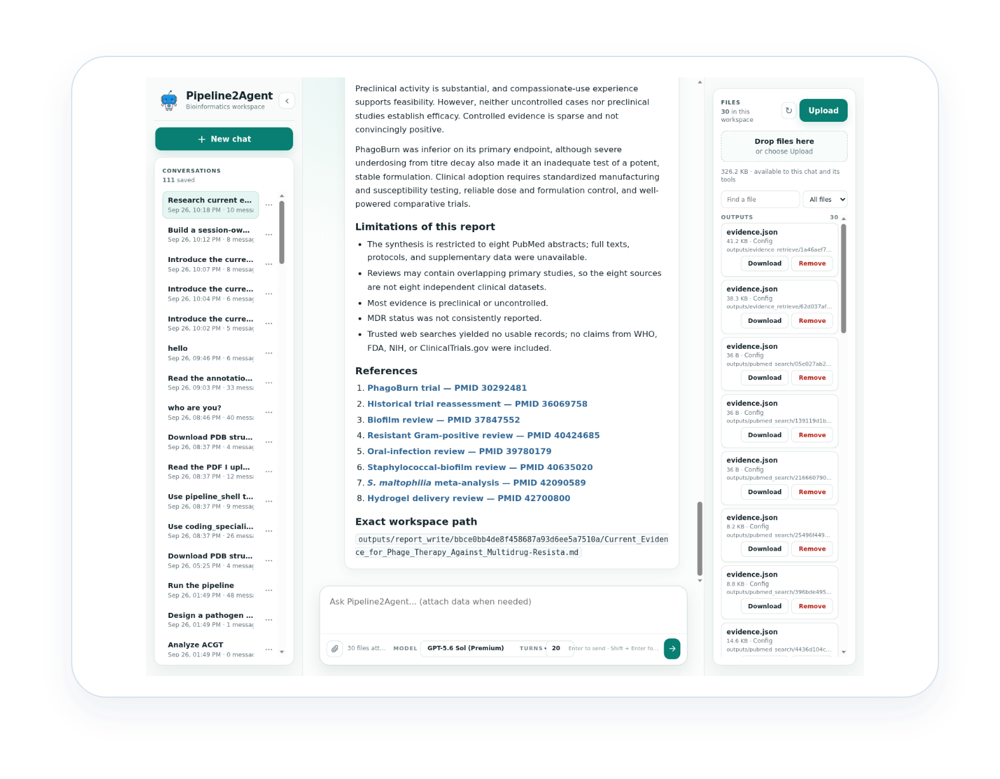 Pipeline2Agent
Bioinformatics workspace
‹
+ New chat
CONVERSATIONS
111 saved
Research current e...
Sep 26, 10:18 PM · 10 messa
Build a session-ow...
Sep 26, 10:12 PM · 8 messag
Introduce the curre...
Sep 26, 10:07 PM · 8 messag
Introduce the curre...
Sep 26, 10:04 PM · 6 messag
Introduce the curre...
Sep 26, 10:02 PM · 5 messag
hello
Sep 26, 09:46 PM · 6 messag
Read the annotatio...
Sep 26, 09:03 PM · 33 messa
who are you?
Sep 26, 08:46 PM · 40 messa
Download PDB stru...
Sep 26, 08:37 PM · 4 messag
Read the PDF I upl...
Sep 26, 08:37 PM · 12 messa
Use pipeline_shell t...
Sep 26, 08:37 PM · 9 messag
Use coding_speciali...
Sep 26, 08:37 PM · 26 messa
Download PDB stru...
Sep 26, 05:25 PM · 4 messag
Run the pipeline
Sep 26, 01:49 PM · 48 messa
Design a pathogen ...
Sep 26, 01:49 PM · 1 messag
Analyze ACGT
Sep 26, 01:49 PM · 0 messag
Preclinical activity is substantial, and compassionate-use experience
supports feasibility. However, neither uncontrolled cases nor preclinical
studies establish efficacy. Controlled evidence is sparse and not
convincingly positive.
PhagoBurn was inferior on its primary endpoint, although severe
underdosing from titre decay also made it an inadequate test of a potent,
stable formulation. Clinical adoption requires standardized manufacturing
and susceptibility testing, reliable dose and formulation control, and well-
powered comparative trials.
Limitations of this report
• The synthesis is restricted to eight PubMed abstracts; full texts,
protocols, and supplementary data were unavailable.
• Reviews may contain overlapping primary studies, so the eight sources
are not eight independent clinical datasets.
• Most evidence is preclinical or uncontrolled.
• MDR status was not consistently reported.
• Trusted web searches yielded no usable records; no claims from WHO,
FDA, NIH, or ClinicalTrials.gov were included.
References
1. PhagoBurn trial — PMID 30292481
2. Historical trial reassessment — PMID 36069758
3. Biofilm review — PMID 37847552
4. Resistant Gram-positive review — PMID 40424685
5. Oral-infection review — PMID 39780179
6. Staphylococcal-biofilm review — PMID 40635020
7. S. maltophilia meta-analysis — PMID 42090589
8. Hydrogel delivery review — PMID 42700800
Exact workspace path
outputs/report_write/bbce0bb4de8f458687a93d6ee5a7510a/Current_Eviden
ce_for_Phage_Therapy_Against_Multidrug-Resista.md
Ask Pipeline2Agent... (attach data when needed)
30 files att... MODEL GPT-5.6 Sol (Premium) TURNS 20 Enter to send · Shift + Enter fo...
FILES
30 in this
workspace
Upload
Drop files here
or choose Upload
326.2 KB · available to this chat and its
tools
Find a file
All files
OUTPUTS 30
evidence.json
41.2 KB · Config
outputs/evidence_retrieve/1a46aef7...
Download Remove
evidence.json
38.3 KB · Config
outputs/evidence_retrieve/62d037af...
Download Remove
evidence.json
36 B · Config
outputs/pubmed_search/05e027ab2...
Download Remove
evidence.json
36 B · Config
outputs/pubmed_search/139119d1b...
Download Remove
evidence.json
36 B · Config
outputs/pubmed_search/216660790...
Download Remove
evidence.json
8.2 KB · Config
outputs/pubmed_search/25496f449...
Download Remove
evidence.json
8.8 KB · Config
outputs/pubmed_search/396bde495...
Download Remove
evidence.json
14.6 KB · Config
outputs/pubmed_search/4436d104c...